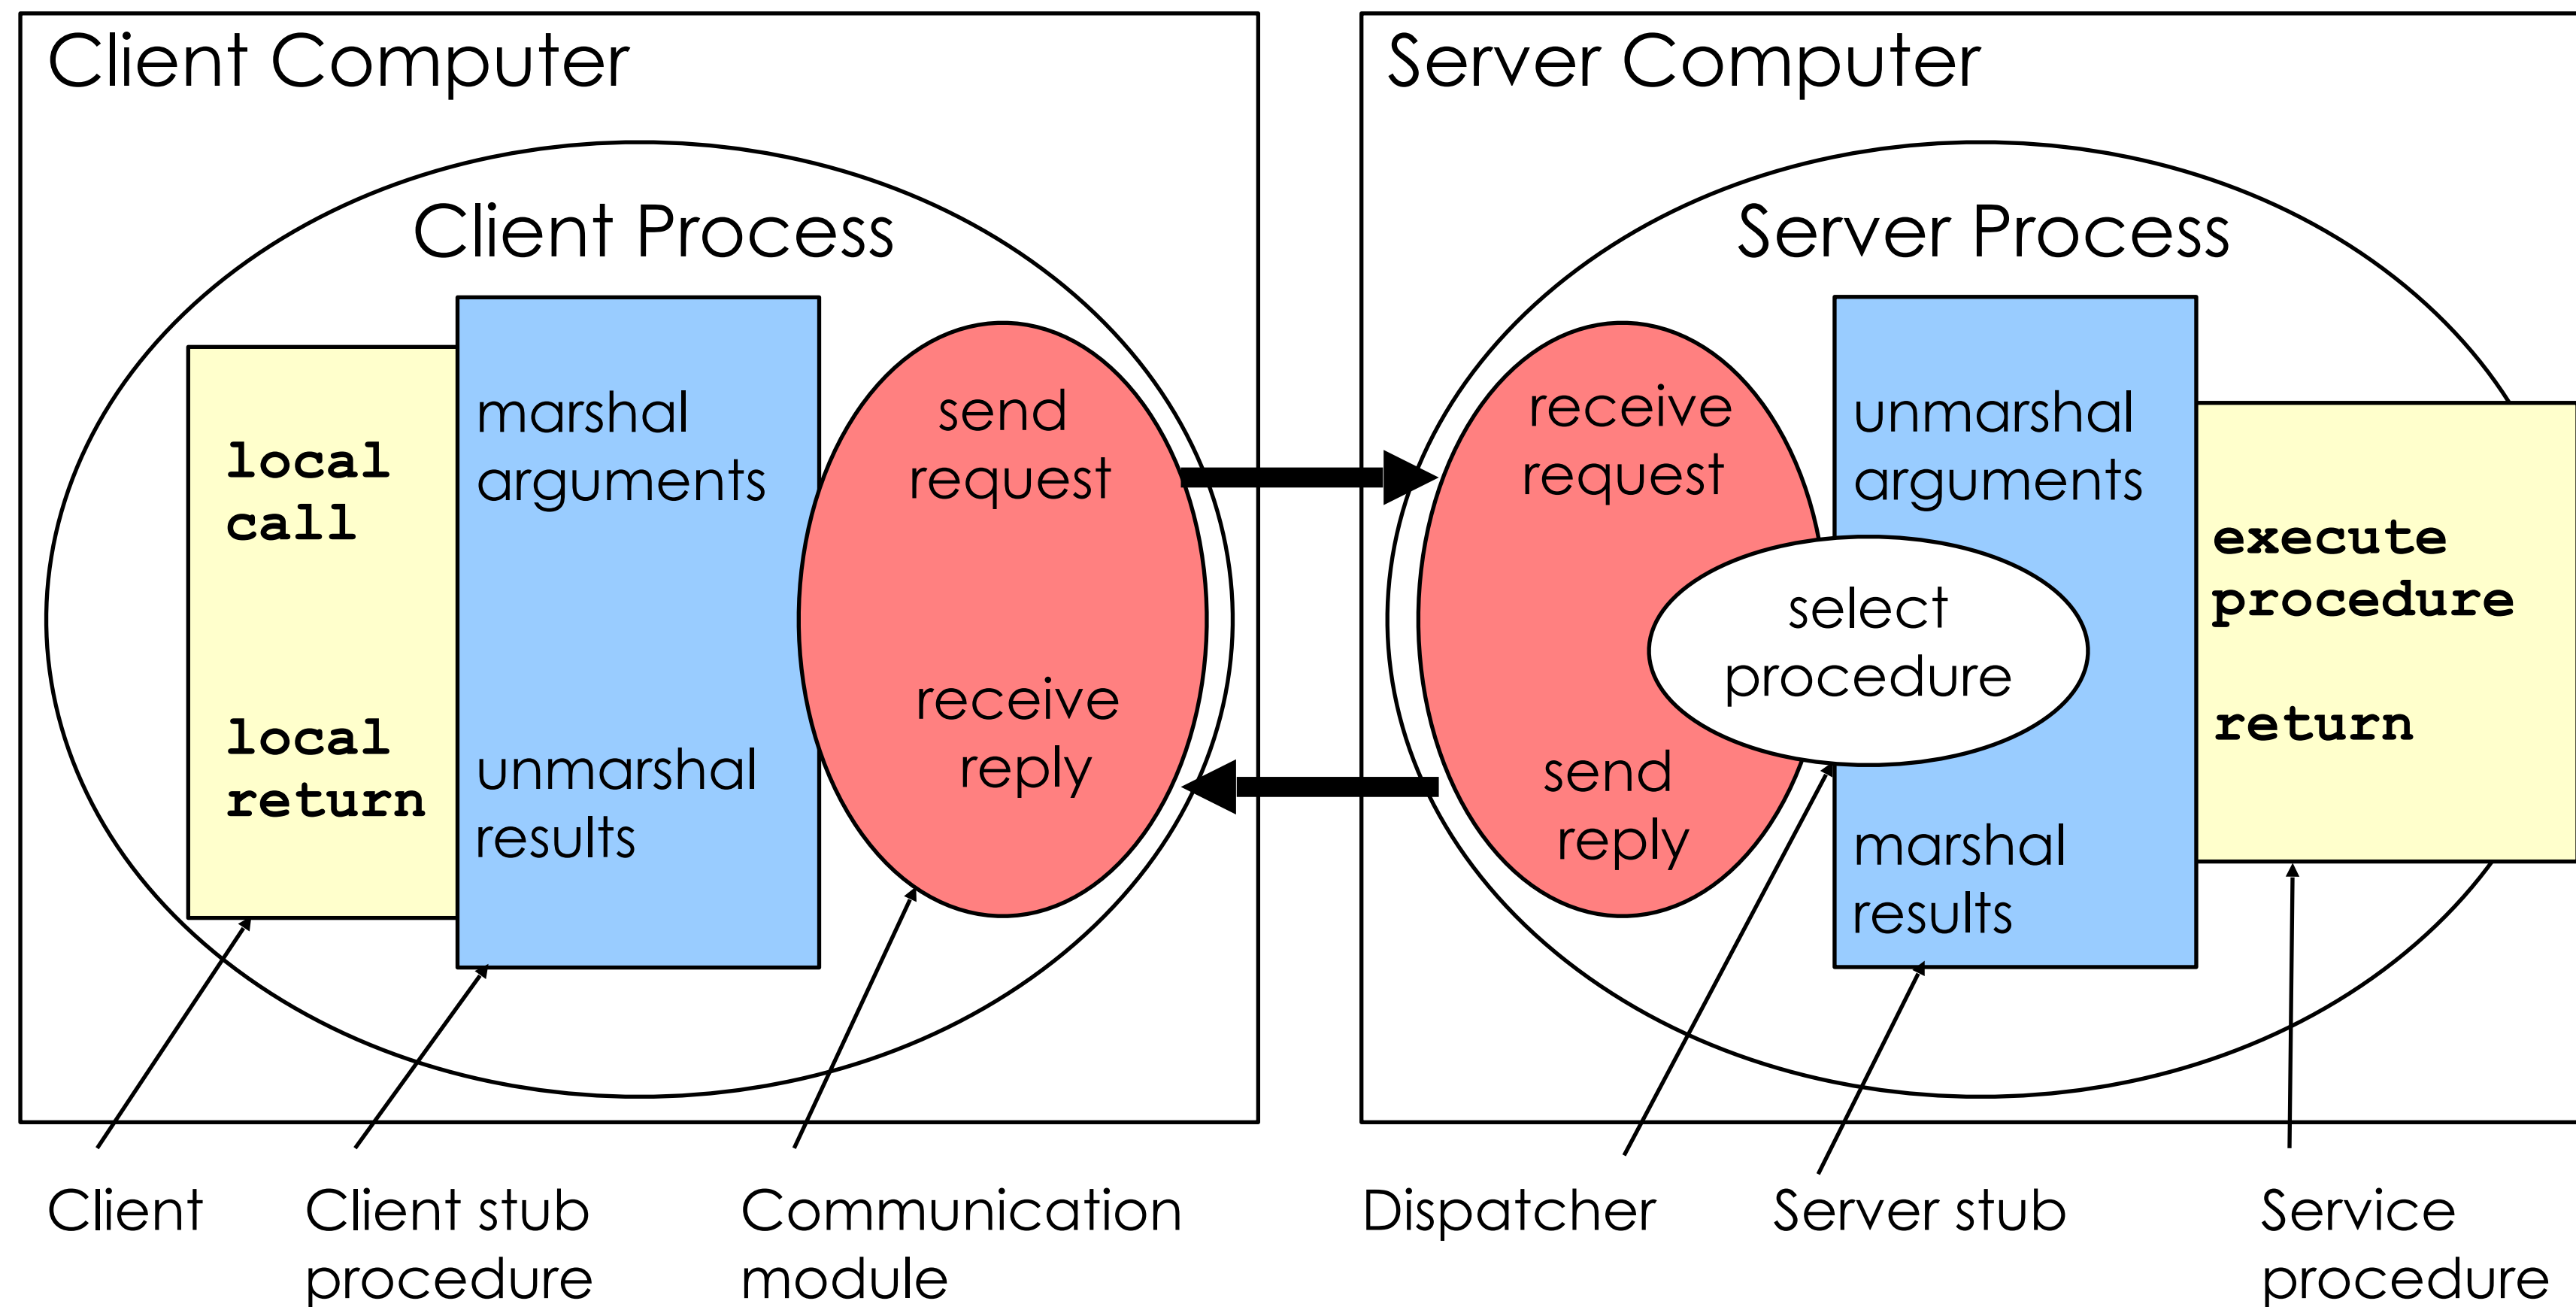 Client Computer
Server Computer
Client Process
Server Process
local
call
local
return
marshal
arguments
unmarshal
results
send
request
receive
reply
receive
request
send
reply
select
procedure
unmarshal
arguments
marshal
results
execute
procedure
return
Client
Client stub
procedure
Communication
module
Dispatcher
Server stub
Service
procedure